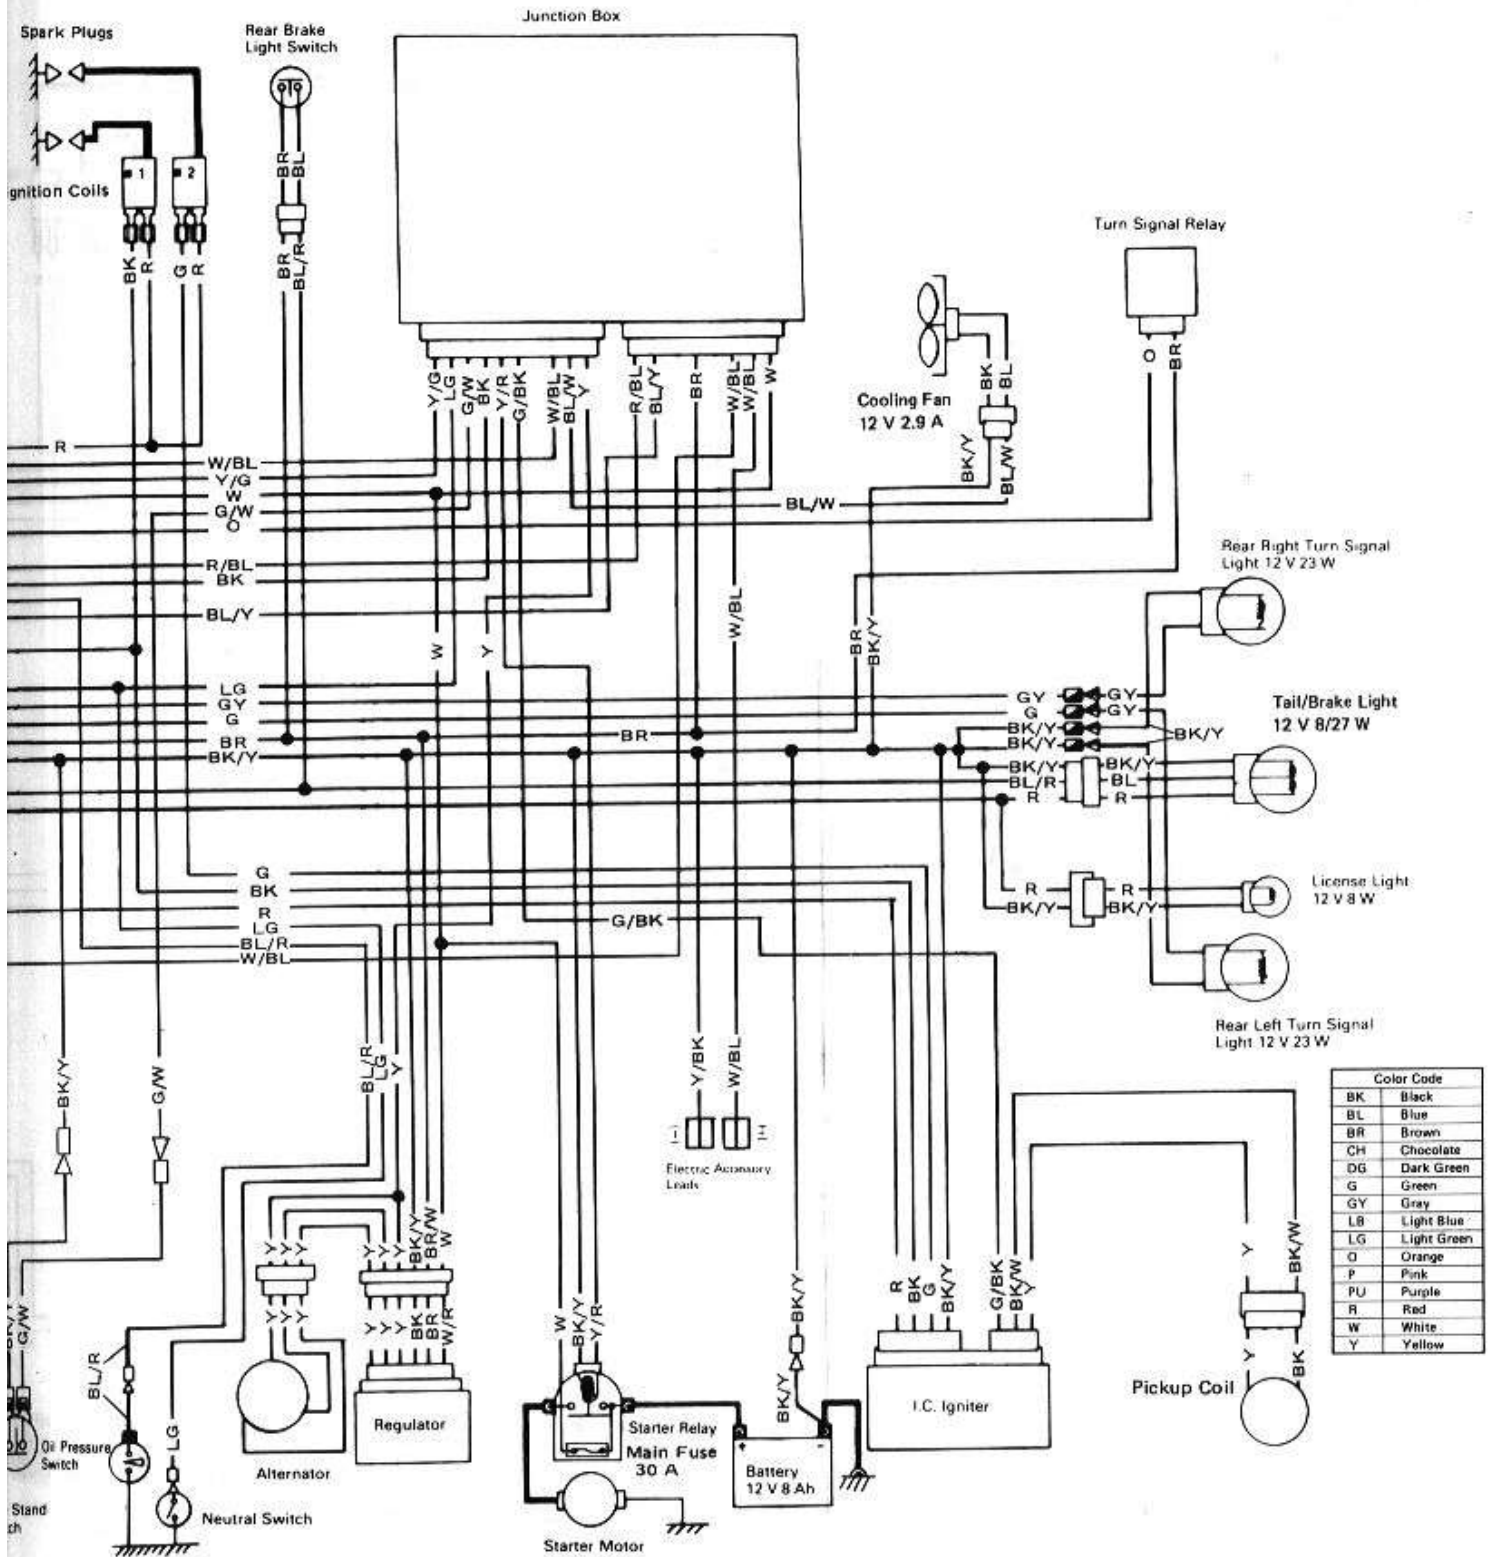 Junction Box
Spark Plugs
Rear Brake
Light Switch
1
2
gnition Coils
BR
BL
BR
BL/R
BK
R
G
R
Turn Signal Relay
O
BR
BK
BL
Cooling Fan
12 V 2.9 A
BK/Y
BL/W
Y/G
LG
G/W
BK
Y/R
G/BK
W/BL
BL/W
Y
R/BL
BL/Y
BR
W/BL
W/BL
W
R
W/BL
Y/G
W
G/W
O
BL/W
R/BL
BK
BL/Y
W
Y
W/BL
BR
BK/Y
Rear Right Turn Signal
Light 12 V 23 W
LG
GY
G
BR
BK/Y
BR
GY
GY
G
GY
BK/Y
BK/Y
BK/Y
Tail/Brake Light
12 V 8/27 W
BK/Y
BK/Y
BL/R
BL
R
R
G
BK
R
LG
BL/R
W/BL
G/BK
R
R
BK/Y
BK/Y
License Light
12 V 8 W
Rear Left Turn Signal
Light 12 V 23 W
BK/Y
G/W
BL/R
LG
Y
Y/BK
W/BL
(-)
(+)
Electric Accessory
Leads
Color Code
BK Black
BL Blue
BR Brown
CH Chocolate
DG Dark Green
G Green
GY Gray
LB Light Blue
LG Light Green
O Orange
P Pink
PU Purple
R Red
W White
Y Yellow
Y
Y
Y
Y
Y
Y
BK/Y
BR/W
W
Y
Y
Y
Y
Y
BK
BR
W/R
W
BK/Y
Y/R
BK/Y
R
BK
G
BK/Y
G/BK
BK/W
Y
Y
BK/W
Y
BK
G/W
BL/R
LG
BK/Y
Pickup Coil
I.C. Igniter
Regulator
Starter Relay
Main Fuse
30 A
+
-
Battery
12 V 8 Ah
Oil Pressure
Switch
Alternator
Stand
ch
Neutral Switch
Starter Motor